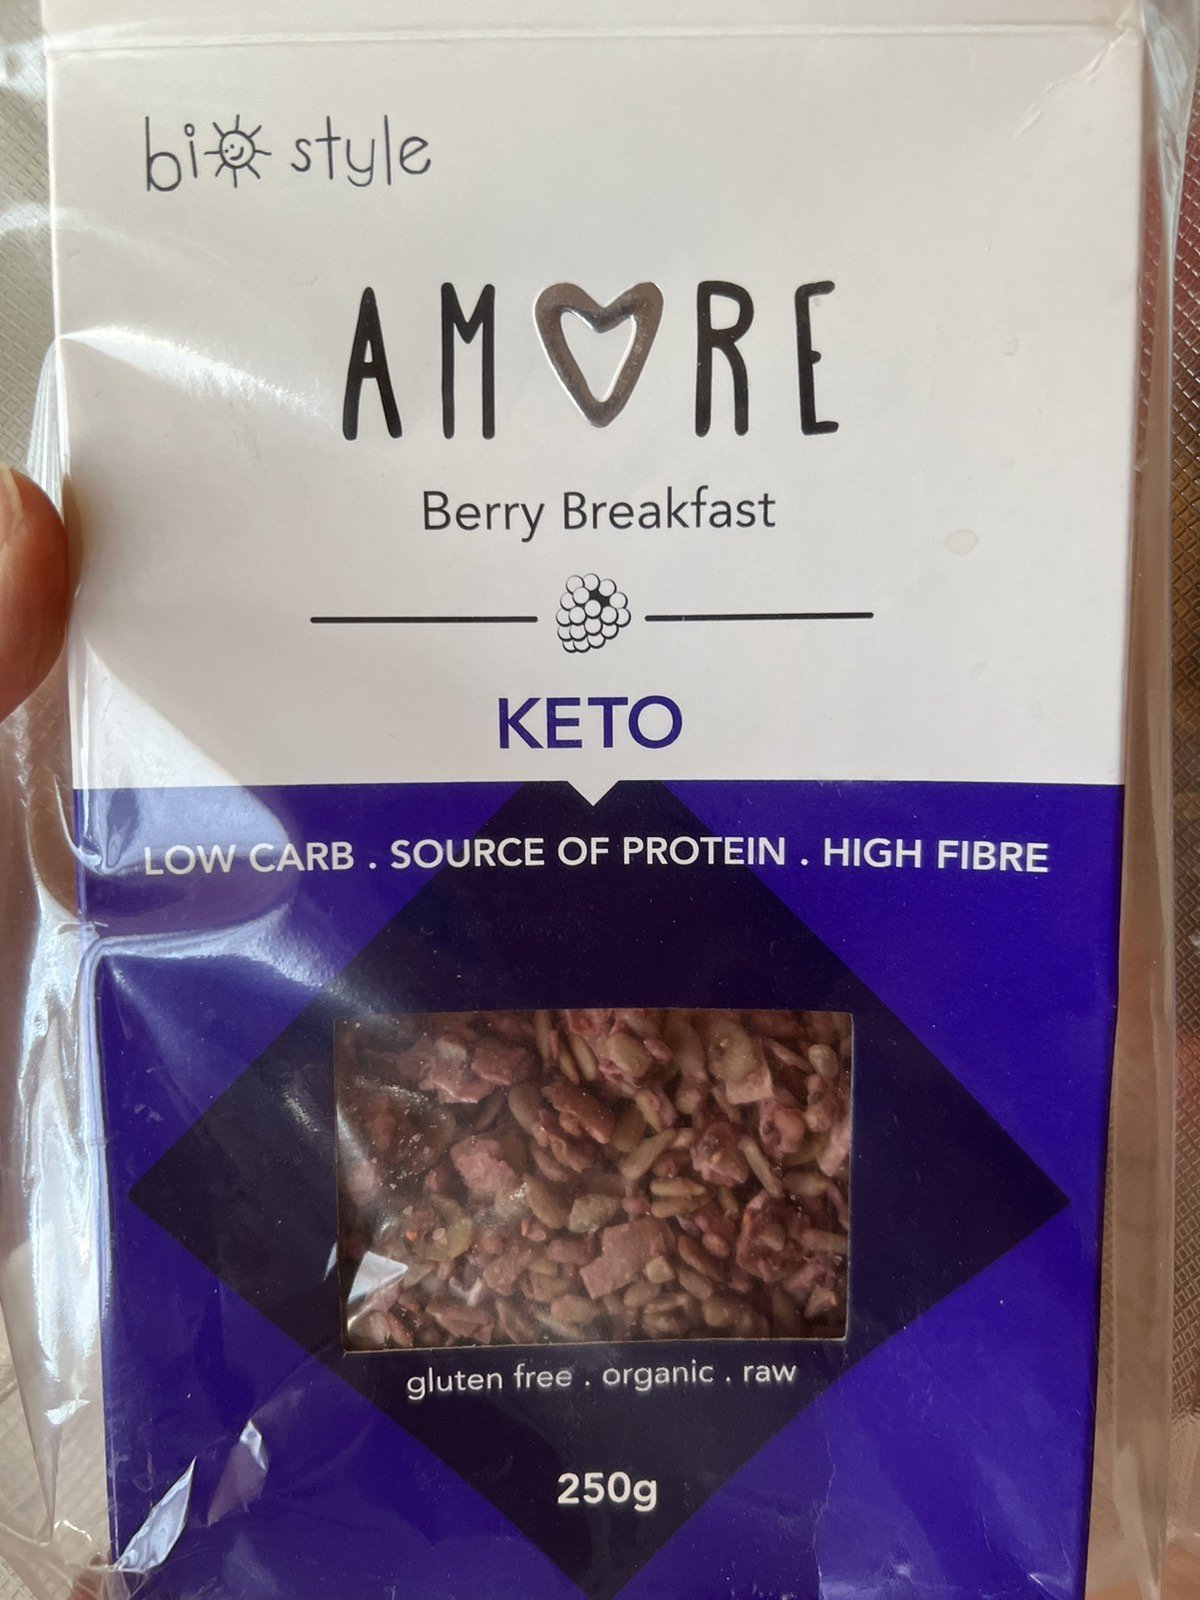 bio style
AMORE
Berry Breakfast
KETO
LOW CARB . SOURCE OF PROTEIN . HIGH FIBRE
gluten free . organic . raw
250g